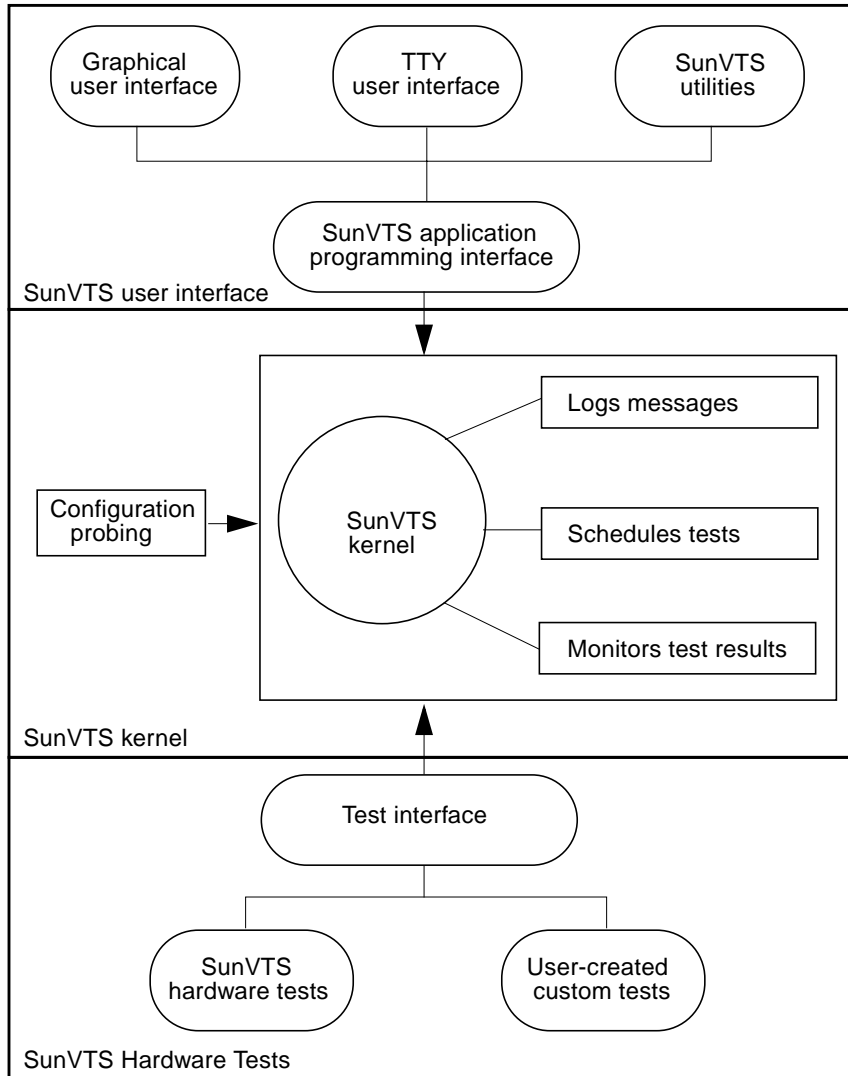 Graphical
user interface
TTY
user interface
SunVTS
utilities
SunVTS application
programming interface
SunVTS user interface
Logs messages
Configuration
probing
SunVTS
kernel
Schedules tests
Monitors test results
SunVTS kernel
Test interface
SunVTS
hardware tests
User-created
custom tests
SunVTS Hardware Tests